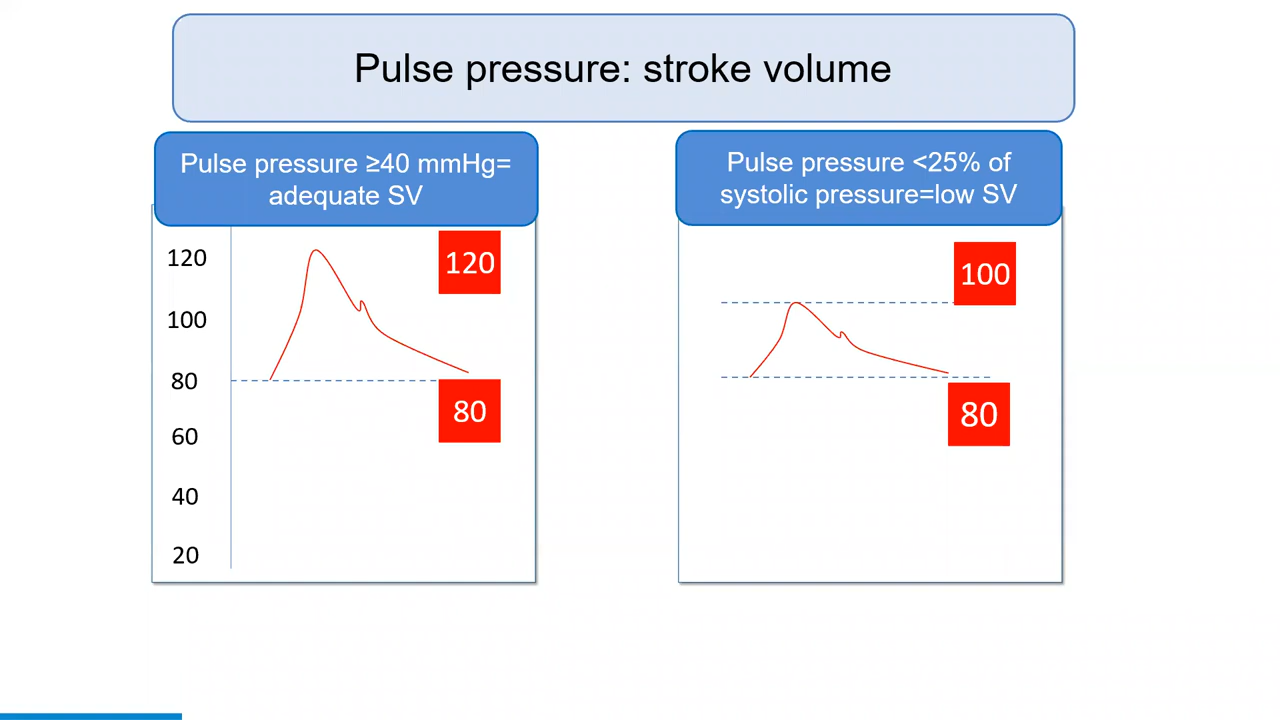 Pulse pressure: stroke volume
Pulse pressure ≥40 mmHg=
adequate SV
120
100
80
60
40
20
120
80
Pulse pressure <25% of
systolic pressure=low SV
100
80